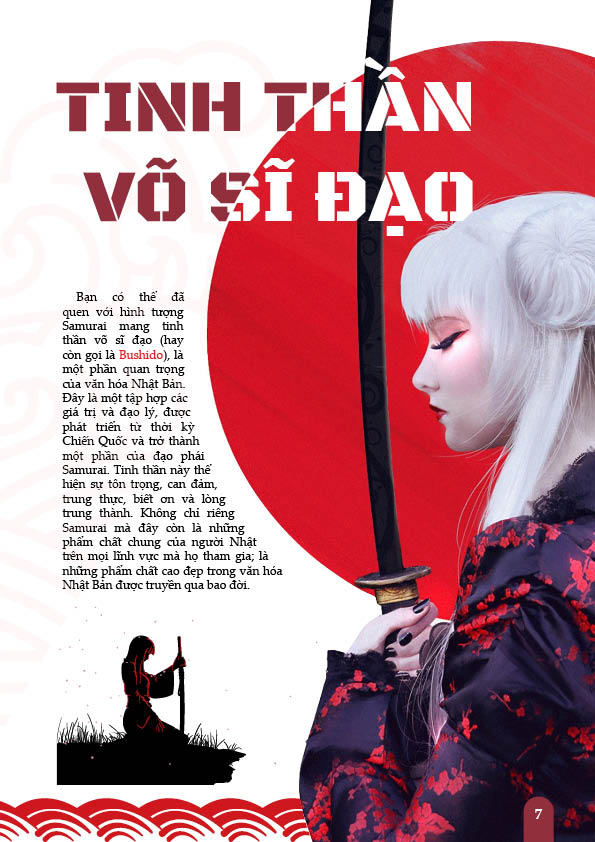 TINH THẦN
VÕ SĨ ĐẠO
Bạn có thể đã
quen với hình tượng
Samurai mang tinh
thần võ sĩ đạo (hay
còn gọi là Bushido), là
một phần quan trọng
của văn hóa Nhật Bản.
Đây là một tập hợp các
giá trị và đạo lý, được
phát triển từ thời kỳ
Chiến Quốc và trở thành
một phần của đạo phái
Samurai. Tinh thần này thể
hiện sự tôn trọng, can đảm,
trung thực, biết ơn và lòng
trung thành. Không chỉ riêng
Samurai mà đây còn là những
phẩm chất chung của người Nhật
trên mọi lĩnh vực mà họ tham gia; là
những phẩm chất cao đẹp trong văn hóa
Nhật Bản được truyền qua bao đời.
7